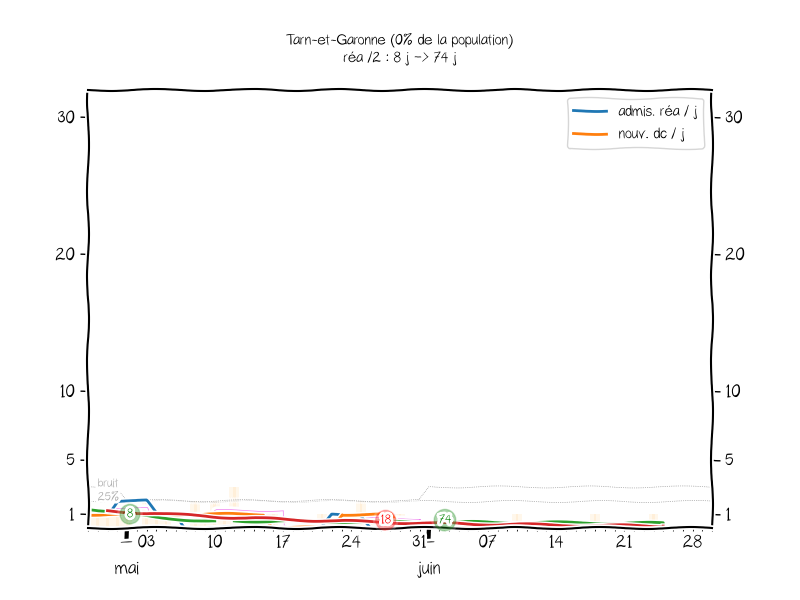 Tarn-et-Garonne (0% de la population)
réa /2 : 8 j -> 74 j
admis. réa / j
nouv. dc / j
30
30
20
20
10
10
5
5
bruit
25%
1
1
8
18
74
03 10 17 24 31 07 14 21 28
mai juin